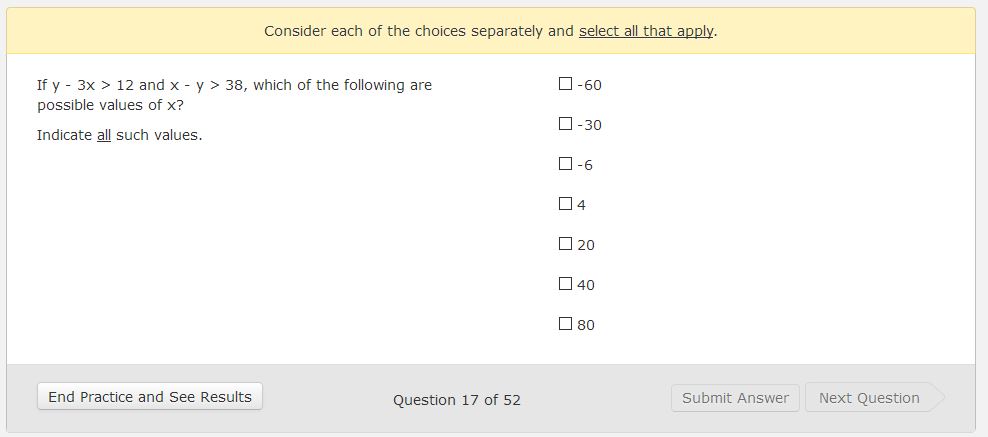 Consider each of the choices separately and select all that apply.
If y - 3x > 12 and x - y > 38, which of the following are
possible values of x?
Indicate all such values.
-60
-30
-6
4
20
40
80
End Practice and See Results
Question 17 of 52
Submit Answer
Next Question